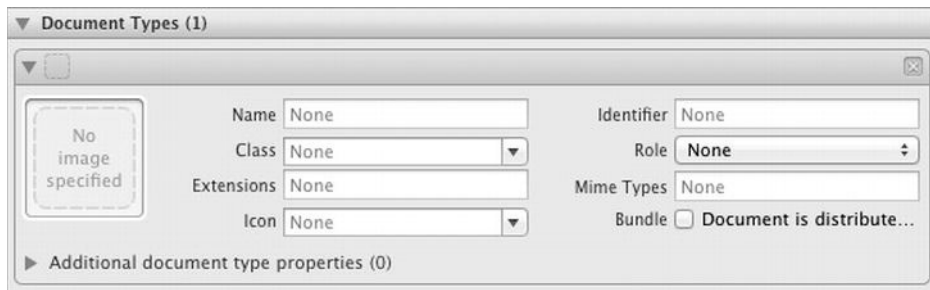 Document Types (1)
No
image
specified
Name None
Identifier None
Class None
Role None
Extensions None
Mime Types None
Icon None
Bundle Document is distribute...
Additional document type properties (0)